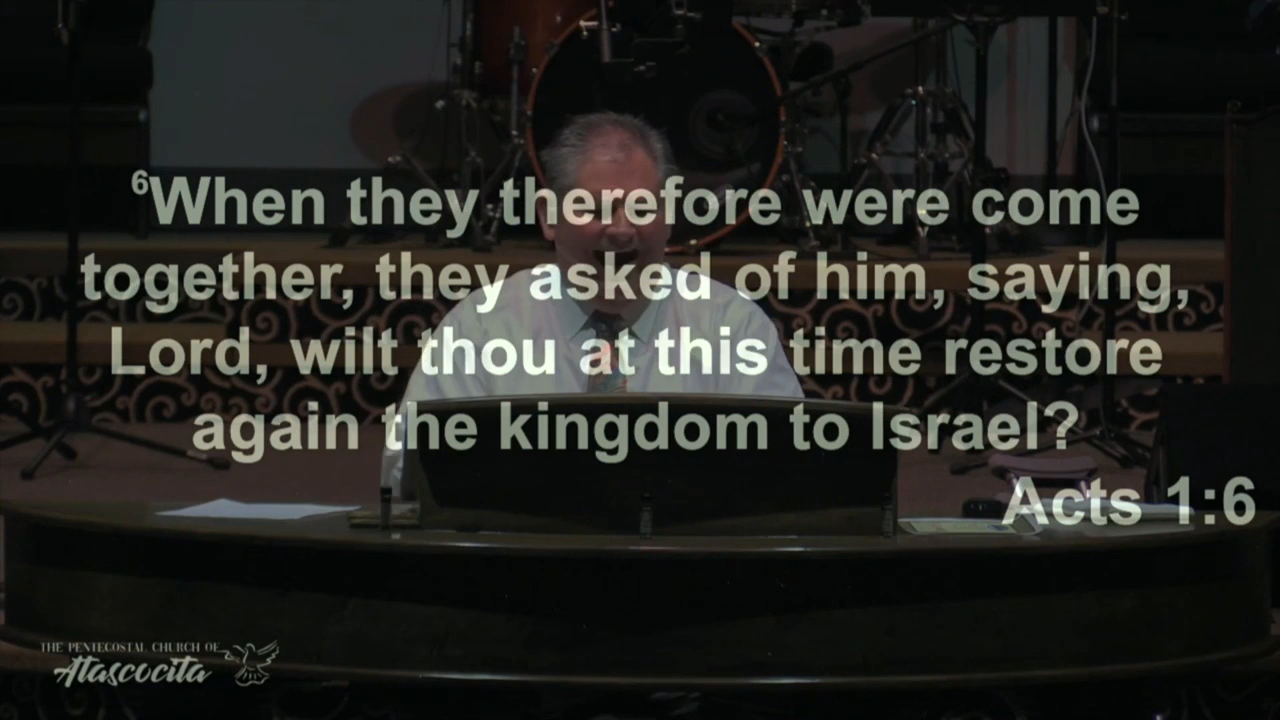 ⁶When they therefore were come
together, they asked of him, saying,
Lord, wilt thou at this time restore
again the kingdom to Israel?
Acts 1:6
THE PENTECOSTAL CHURCH OF
Atascocita